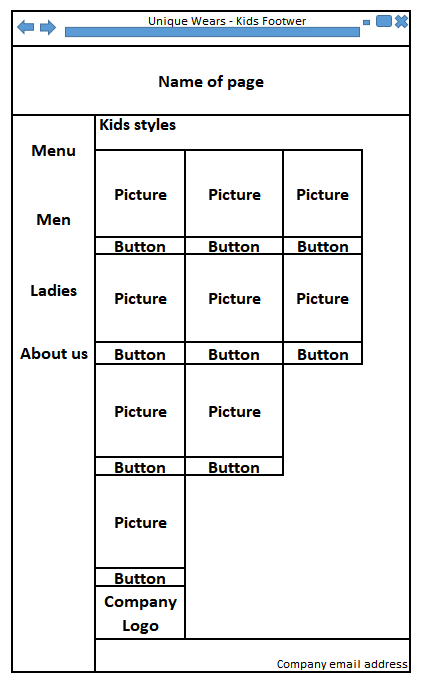 Unique Wears - Kids Footwer
Name of page
Kids styles
Menu
Men
Ladies
About us
Picture Picture Picture
Button Button Button
Picture Picture Picture
Button Button Button
Picture Picture
Button Button
Picture
Button
Company
Logo
Company email address